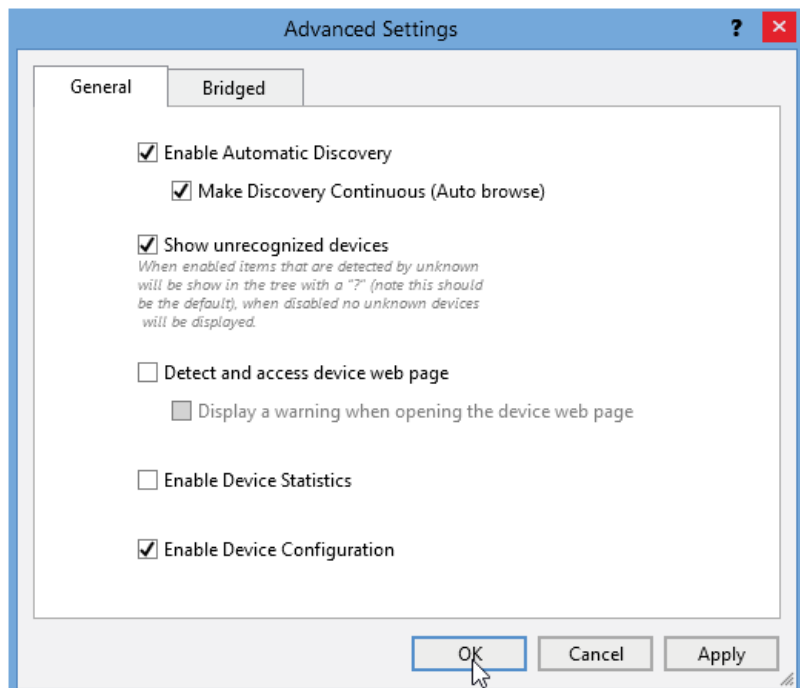 Advanced Settings
?
General
Bridged
Enable Automatic Discovery
Make Discovery Continuous (Auto browse)
Show unrecognized devices
When enabled items that are detected by unknown
will be show in the tree with a "?" (note this should
be the default), when disabled no unknown devices
will be displayed.
Detect and access device web page
Display a warning when opening the device web page
Enable Device Statistics
Enable Device Configuration
OK
Cancel
Apply